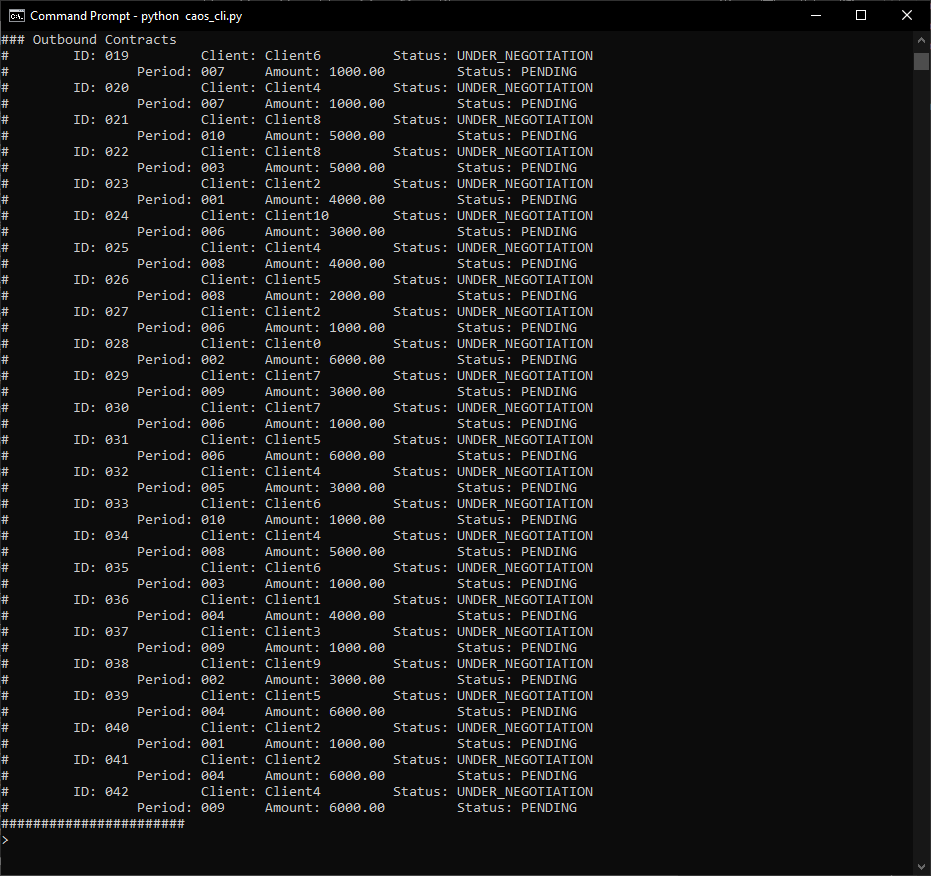 Command Prompt - python  caos_cli.py
### Outbound Contracts
#        ID: 019         Client: Client6         Status: UNDER_NEGOTIATION
#                Period: 007     Amount: 1000.00         Status: PENDING
#        ID: 020         Client: Client4         Status: UNDER_NEGOTIATION
#                Period: 007     Amount: 1000.00         Status: PENDING
#        ID: 021         Client: Client8         Status: UNDER_NEGOTIATION
#                Period: 010     Amount: 5000.00         Status: PENDING
#        ID: 022         Client: Client8         Status: UNDER_NEGOTIATION
#                Period: 003     Amount: 5000.00         Status: PENDING
#        ID: 023         Client: Client2         Status: UNDER_NEGOTIATION
#                Period: 001     Amount: 4000.00         Status: PENDING
#        ID: 024         Client: Client10        Status: UNDER_NEGOTIATION
#                Period: 006     Amount: 3000.00         Status: PENDING
#        ID: 025         Client: Client4         Status: UNDER_NEGOTIATION
#                Period: 008     Amount: 4000.00         Status: PENDING
#        ID: 026         Client: Client5         Status: UNDER_NEGOTIATION
#                Period: 008     Amount: 2000.00         Status: PENDING
#        ID: 027         Client: Client2         Status: UNDER_NEGOTIATION
#                Period: 006     Amount: 1000.00         Status: PENDING
#        ID: 028         Client: Client0         Status: UNDER_NEGOTIATION
#                Period: 002     Amount: 6000.00         Status: PENDING
#        ID: 029         Client: Client7         Status: UNDER_NEGOTIATION
#                Period: 009     Amount: 3000.00         Status: PENDING
#        ID: 030         Client: Client7         Status: UNDER_NEGOTIATION
#                Period: 006     Amount: 1000.00         Status: PENDING
#        ID: 031         Client: Client5         Status: UNDER_NEGOTIATION
#                Period: 006     Amount: 6000.00         Status: PENDING
#        ID: 032         Client: Client4         Status: UNDER_NEGOTIATION
#                Period: 005     Amount: 3000.00         Status: PENDING
#        ID: 033         Client: Client6         Status: UNDER_NEGOTIATION
#                Period: 010     Amount: 1000.00         Status: PENDING
#        ID: 034         Client: Client4         Status: UNDER_NEGOTIATION
#                Period: 008     Amount: 5000.00         Status: PENDING
#        ID: 035         Client: Client6         Status: UNDER_NEGOTIATION
#                Period: 003     Amount: 1000.00         Status: PENDING
#        ID: 036         Client: Client1         Status: UNDER_NEGOTIATION
#                Period: 004     Amount: 4000.00         Status: PENDING
#        ID: 037         Client: Client3         Status: UNDER_NEGOTIATION
#                Period: 009     Amount: 1000.00         Status: PENDING
#        ID: 038         Client: Client9         Status: UNDER_NEGOTIATION
#                Period: 002     Amount: 3000.00         Status: PENDING
#        ID: 039         Client: Client5         Status: UNDER_NEGOTIATION
#                Period: 004     Amount: 6000.00         Status: PENDING
#        ID: 040         Client: Client2         Status: UNDER_NEGOTIATION
#                Period: 001     Amount: 1000.00         Status: PENDING
#        ID: 041         Client: Client2         Status: UNDER_NEGOTIATION
#                Period: 004     Amount: 6000.00         Status: PENDING
#        ID: 042         Client: Client4         Status: UNDER_NEGOTIATION
#                Period: 009     Amount: 6000.00         Status: PENDING
#######################
>